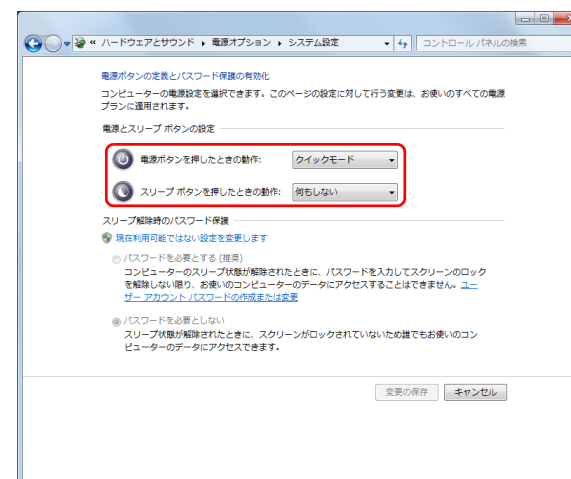 « ハードウェアとサウンド ▸ 電源オプション ▸ システム設定
コントロール パネルの検索
電源ボタンの定義とパスワード保護の有効化
コンピューターの電源設定を選択できます。このページの設定に対して行う変更は、お使いのすべての電源
プランに適用されます。
電源とスリープ ボタンの設定
電源ボタンを押したときの動作: クイックモード
スリープ ボタンを押したときの動作: 何もしない
スリープ解除時のパスワード保護
現在利用可能ではない設定を変更します
パスワードを必要とする (推奨)
コンピューターのスリープ状態が解除されたときに、パスワードを入力してスクリーンのロック
を解除しない限り、お使いのコンピューターのデータにアクセスすることはできません。ユー
ザー アカウント パスワードの作成または変更
パスワードを必要としない
スリープ状態が解除されたときに、スクリーンがロックされていないため誰でもお使いのコン
ピューターのデータにアクセスできます。
変更の保存 キャンセル